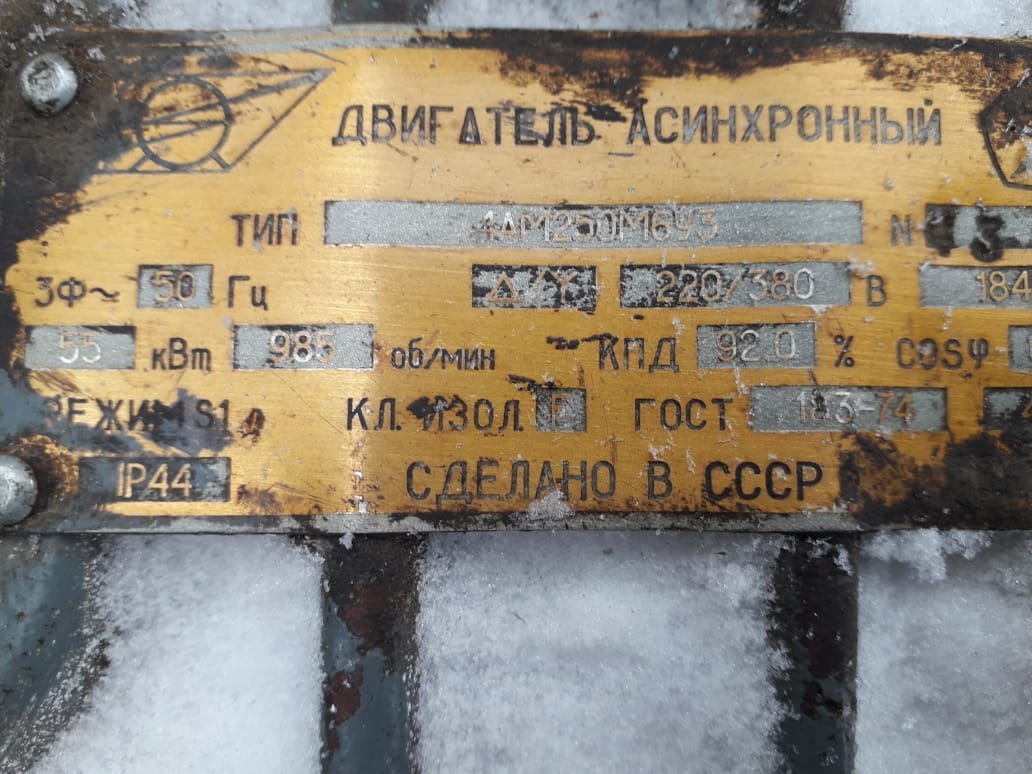 ДВИГАТЕЛЬ АСИНХРОННЫЙ
ТИП 4АМ250М6У3 N
3Ф~ 50 Гц Δ/Y 220/380 В 184
55 кВт 985 об/мин КПД 92.0 % COSφ
РЕЖИМ S1 КЛ. ИЗОЛ. F ГОСТ 183-74
IP44 СДЕЛАНО В СССР